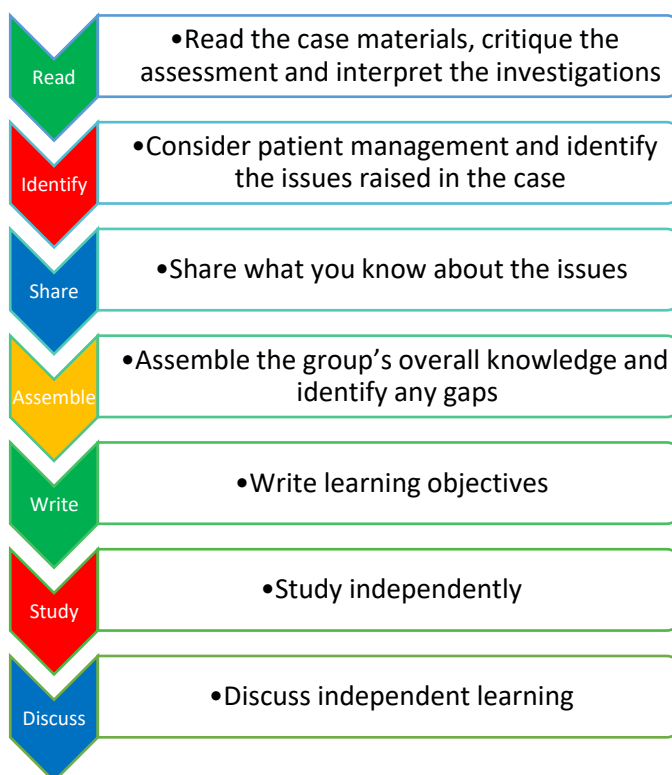 Read
•Read the case materials, critique the
assessment and interpret the investigations
Identify
•Consider patient management and identify
the issues raised in the case
Share
•Share what you know about the issues
Assemble
•Assemble the group’s overall knowledge and
identify any gaps
Write
•Write learning objectives
Study
•Study independently
Discuss
•Discuss independent learning